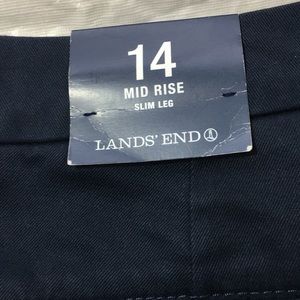 14
MID RISE
SLIM LEG
LANDS' END